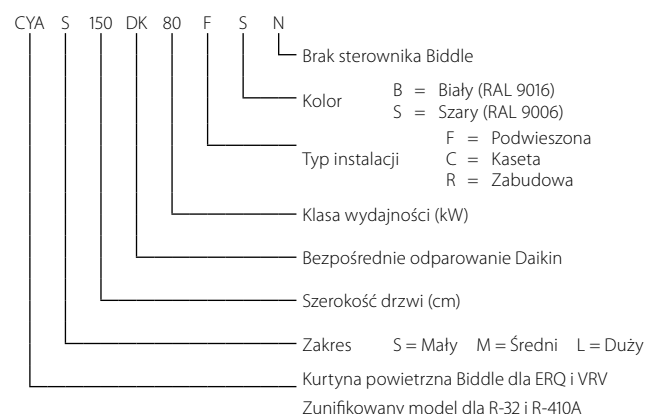 CYA S 150 DK 80 F S N
Brak sterownika Biddle
Kolor B = Biały (RAL 9016)
S = Szary (RAL 9006)
Typ instalacji F = Podwieszona
C = Kaseta
R = Zabudowa
Klasa wydajności (kW)
Bezpośrednie odparowanie Daikin
Szerokość drzwi (cm)
Zakres S = Mały M = Średni L = Duży
Kurtyna powietrzna Biddle dla ERQ i VRV
Zunifikowany model dla R-32 i R-410A